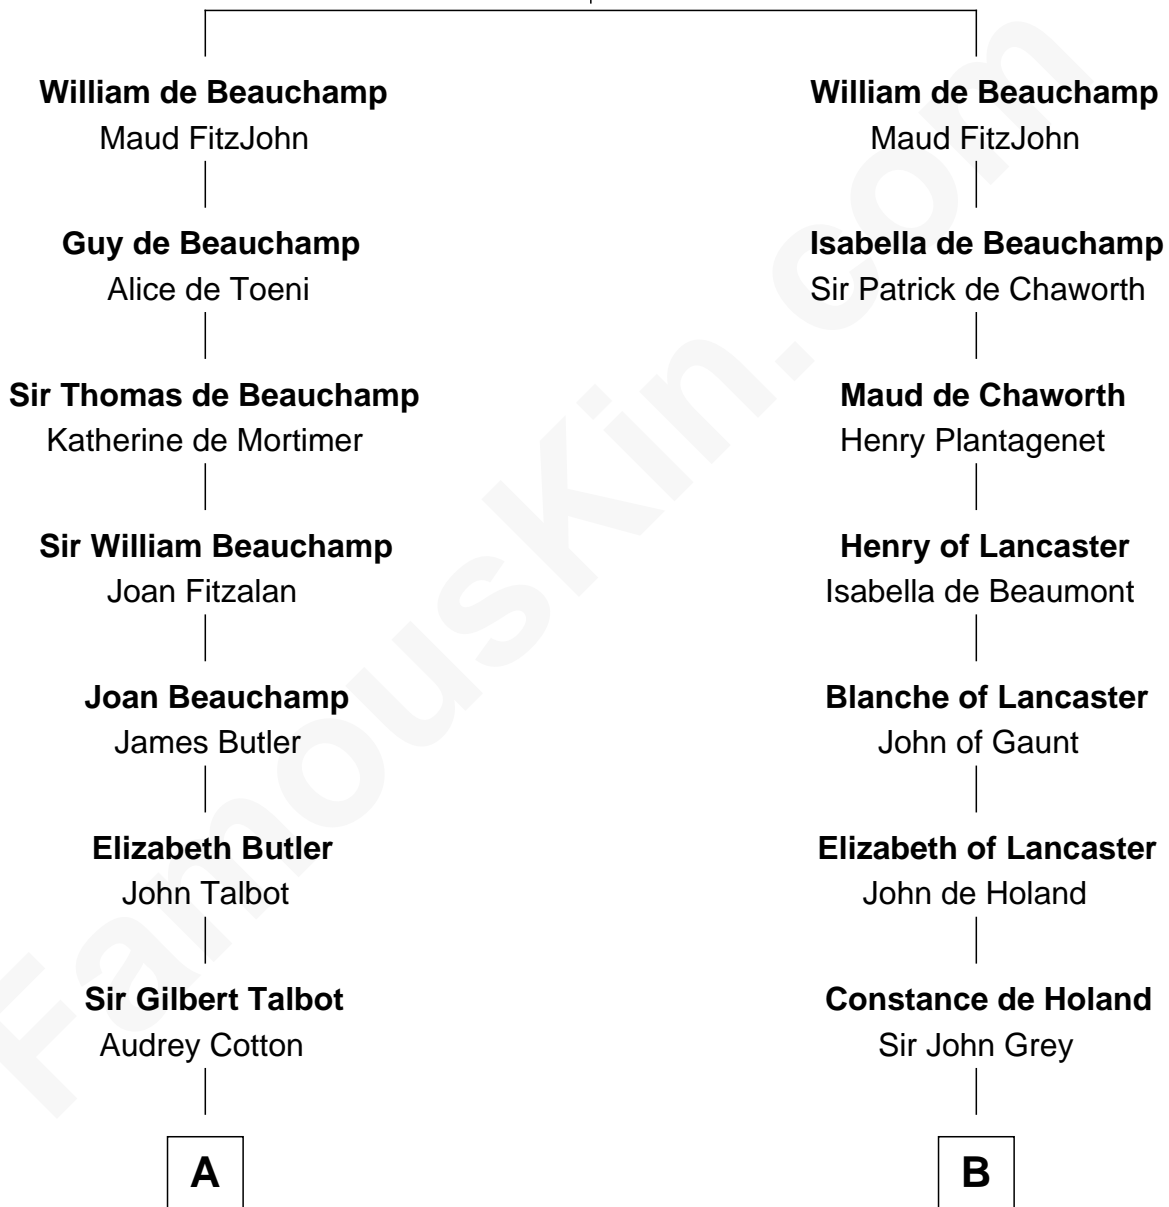 William de Beauchamp
Maud FitzJohn
William de Beauchamp
Maud FitzJohn
Guy de Beauchamp
Alice de Toeni
Isabella de Beauchamp
Sir Patrick de Chaworth
Sir Thomas de Beauchamp
Katherine de Mortimer
Maud de Chaworth
Henry Plantagenet
Sir William Beauchamp
Joan Fitzalan
Henry of Lancaster
Isabella de Beaumont
Joan Beauchamp
James Butler
Blanche of Lancaster
John of Gaunt
Elizabeth Butler
John Talbot
Elizabeth of Lancaster
John de Holand
Sir Gilbert Talbot
Audrey Cotton
Constance de Holand
Sir John Grey
A
B
FamousKin.com